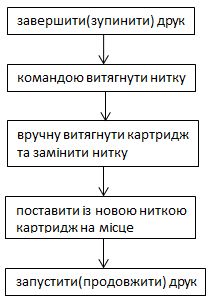 завершити(зупинити) друк
командою витягнути нитку
вручну витягнути картридж
та замінити нитку
поставити із новою ниткою
картридж на місце
запустити(продовжити) друк